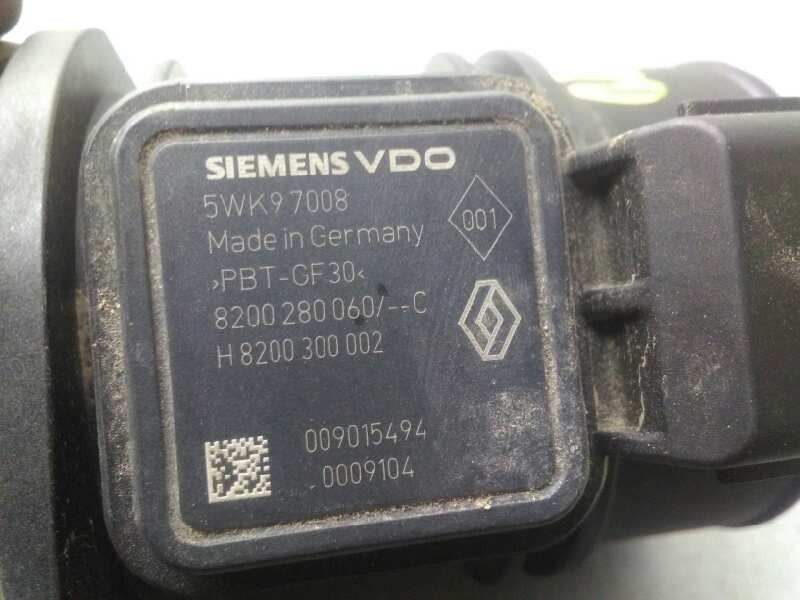 SIEMENS VDO
5WK9 7008
001
Made in Germany
>PBT-GF30<
8200 280 060/--C
H 8200 300 002
009015494
0009104